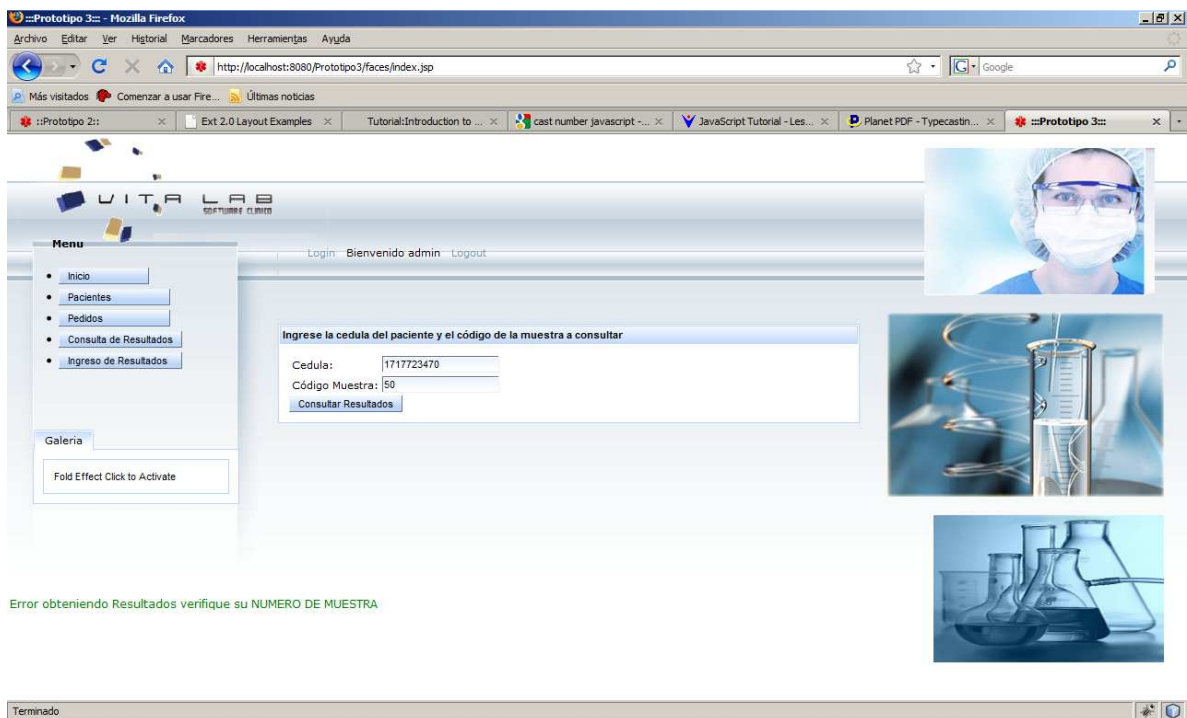 :::Prototipo 3::: - Mozilla Firefox
Archivo Editar Ver Historial Marcadores Herramientas Ayuda
http://localhost:8080/Prototipo3/faces/index.jsp
G Google
Más visitados Comenzar a usar Fire... Últimas noticias
::Prototipo 2:: Ext 2.0 Layout Examples Tutorial:Introduction to ... cast number javascript -... JavaScript Tutorial - Les... Planet PDF - Typecastin... :::Prototipo 3:::
VITA LAB
SOFTWARE CLINICO
Menu
Login Bienvenido admin Logout
Inicio
Pacientes
Pedidos
Consulta de Resultados
Ingreso de Resultados
Ingrese la cedula del paciente y el código de la muestra a consultar
Cedula: 1717723470
Código Muestra: 50
Consultar Resultados
Galeria
Fold Effect Click to Activate
Error obteniendo Resultados verifique su NUMERO DE MUESTRA
Terminado